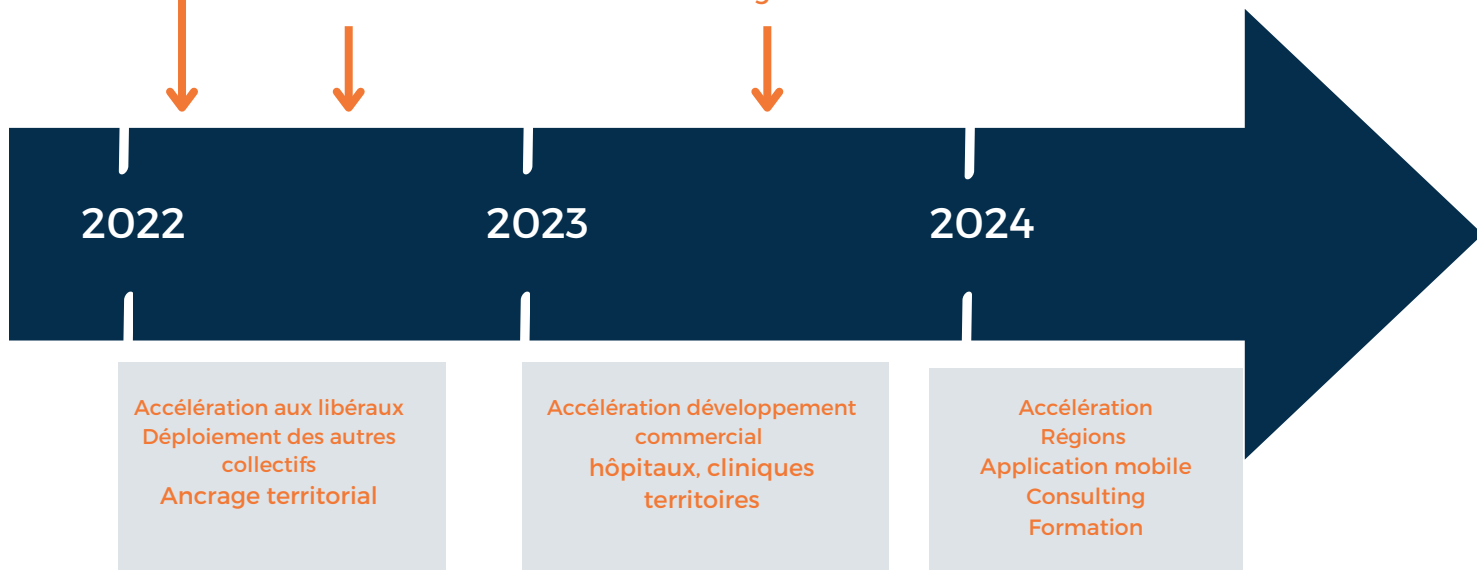 2022
2023
2024
Accélération aux libéraux
Déploiement des autres
collectifs
Ancrage territorial
Accélération développement
commercial
hôpitaux, cliniques
territoires
Accélération
Régions
Application mobile
Consulting
Formation